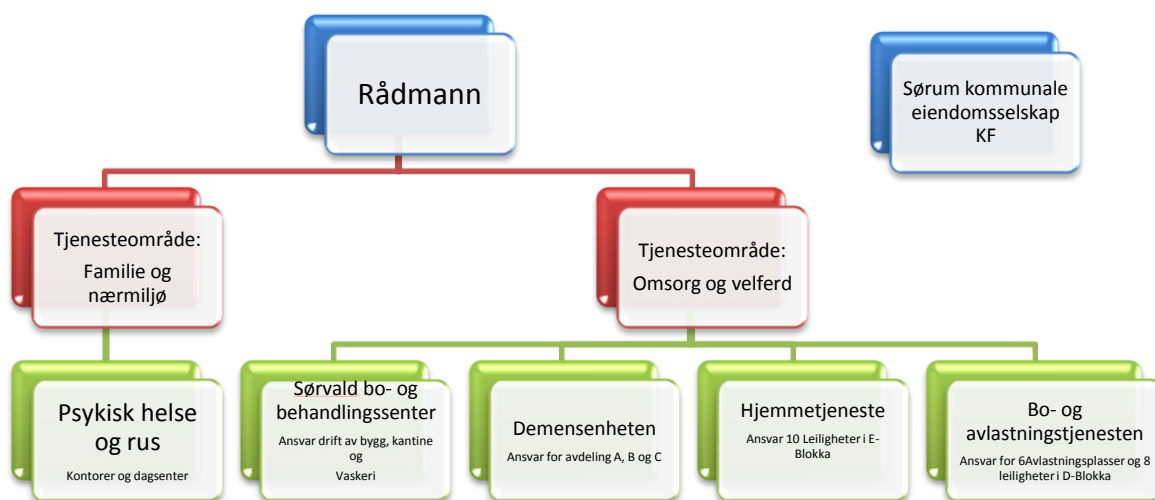 Rådmann
Sørum kommunale
eiendomsselskap
KF
Tjenesteområde:
Familie og
nærmiljø
Tjenesteområde:
Omsorg og velferd
Psykisk helse
og rus
Kontorer og dagsenter
Sørvald bo- og
behandlingssenter
Ansvar drift av bygg, kantine
og
Vaskeri
Demensenheten
Ansvar for avdeling A, B og C
Hjemmetjeneste
Ansvar 10 Leiligheter i E-
Blokka
Bo- og
avlastningstjenesten
Ansvar for 6Avlastningsplasser og 8
leiligheter i D-Blokka